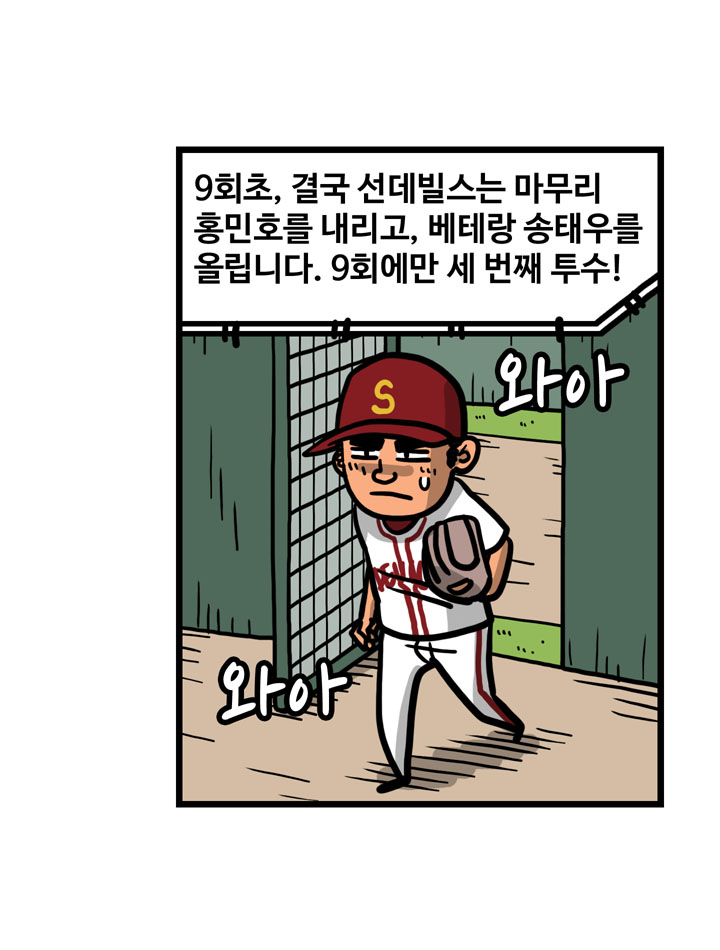 9회초, 결국 선데빌스는 마무리
홍민호를 내리고, 베테랑 송태우를
올립니다. 9회에만 세 번째 투수!
와아
S
와아